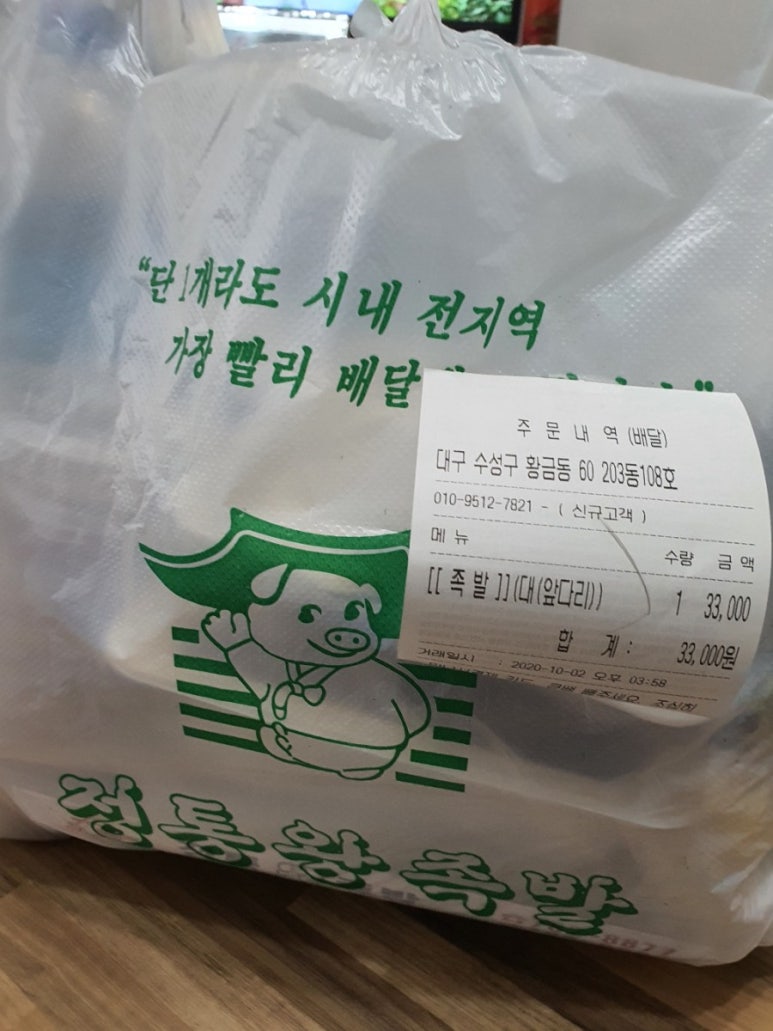 “단 1개라도 시내 전지역
가장 빨리 배달
주 문 내 역 (배달)
대구 수성구 황금동 60 203동108호
010-9512-7821 - ( 신규고객 )
메 뉴 수량 금 액
[[ 족 발 ]](대(앞다리)) 1 33,000
합 계 : 33,000원
거래일시 : 2020-10-02 오후 03:58
정통왕족발